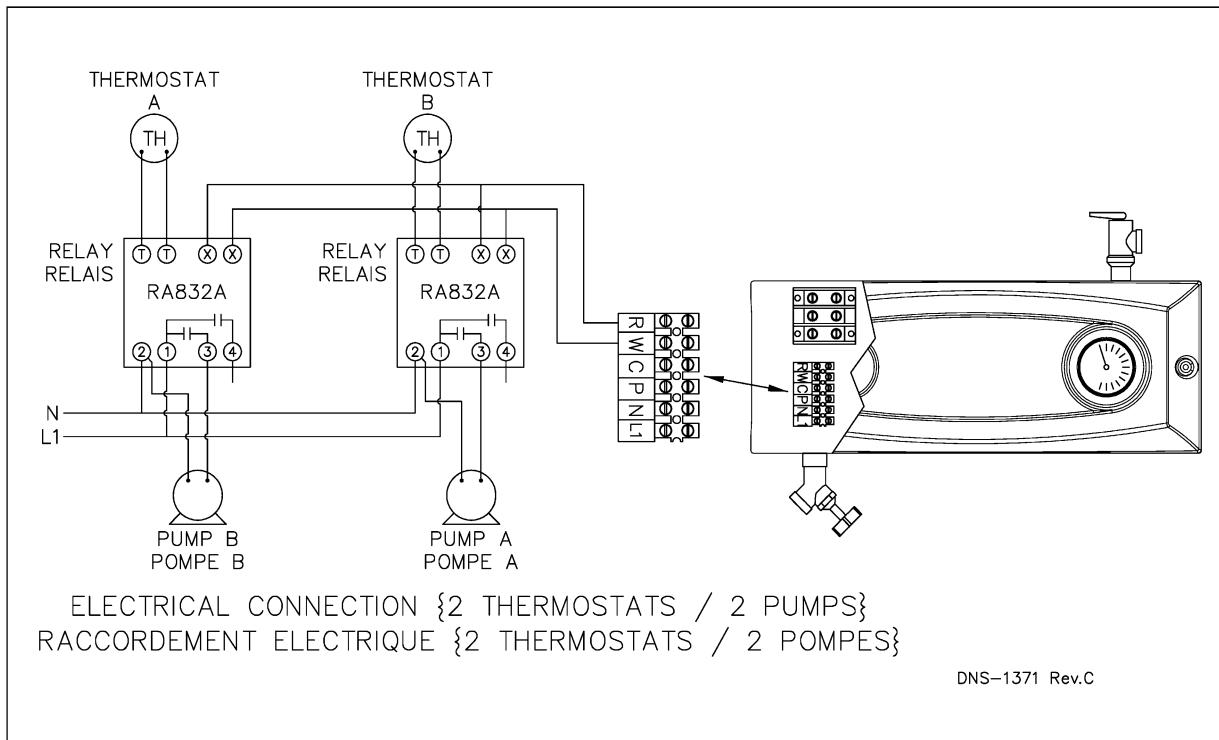 THERMOSTAT
A
TH
THERMOSTAT
B
TH
RELAY
RELAIS
T T X X
RA832A
2 1 3 4
RELAY
RELAIS
T T X X
RA832A
2 1 3 4
N
L1
PUMP B
POMPE B
PUMP A
POMPE A
R
W
C
P
N
L1
R
W
C
P
N
L1
ELECTRICAL CONNECTION {2 THERMOSTATS / 2 PUMPS}
RACCORDEMENT ELECTRIQUE {2 THERMOSTATS / 2 POMPES}
DNS-1371 Rev.C